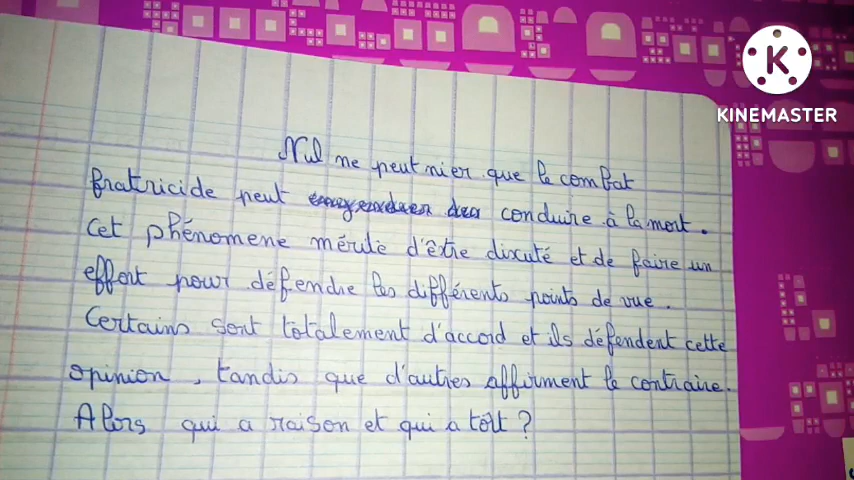 KINEMASTER
Nul ne peut nier que le combat
fratricide peut conduire à la mort.
Cet phénomene mérite d'être discuté et de faire un
effort pour défendre les différents points de vue.
Certains sont totalement d'accord et ils défendent cette
opinion, tandis que d'autres affirment le contraire.
Alors qui a raison et qui a tôrt ?